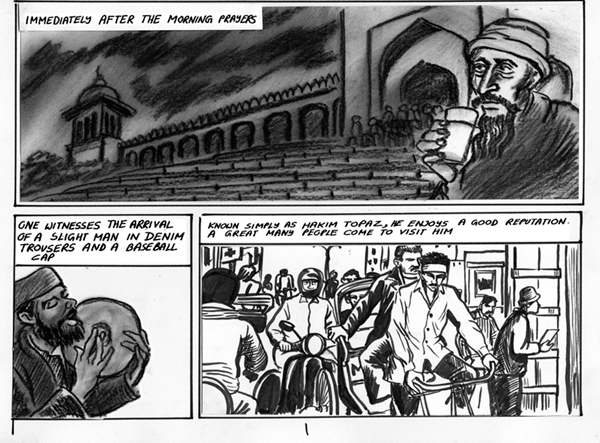 IMMEDIATELY AFTER THE MORNING PRAYERS
ONE WITNESSES THE ARRIVAL
OF A SLIGHT MAN IN DENIM
TROUSERS AND A BASEBALL
CAP
KNOWN SIMPLY AS HAKIM TOPAZ, HE ENJOYS A GOOD REPUTATION.
A GREAT MANY PEOPLE COME TO VISIT HIM
1